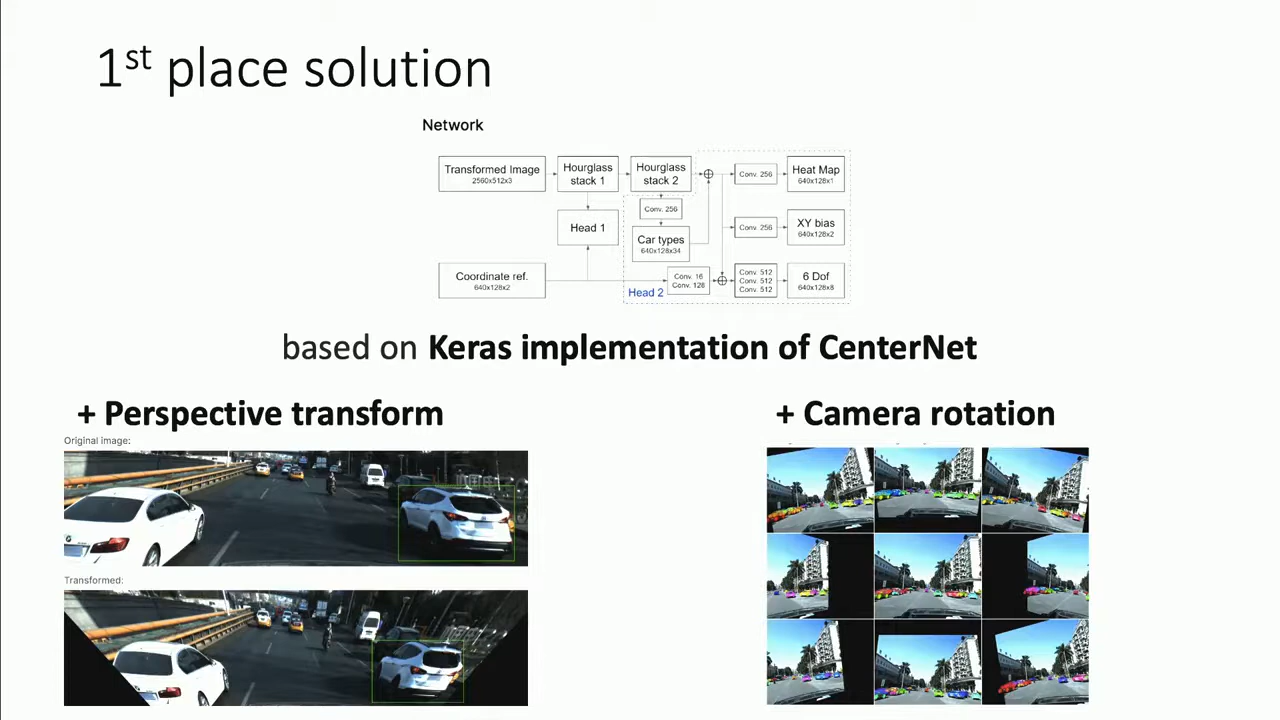 1st place solution
Network
Transformed Image
2560x512x3
Hourglass
stack 1
Hourglass
stack 2
Conv. 256
Heat Map
640x128x1
Conv. 256
Head 1
Car types
640x128x34
Conv. 256
XY bias
640x128x2
Coordinate ref.
640x128x2
Head 2
Conv. 16
Conv. 128
Conv. 512
Conv. 512
Conv. 512
6 Dof
640x128x8
based on Keras implementation of CenterNet
+ Perspective transform
+ Camera rotation
Original image:
Transformed: